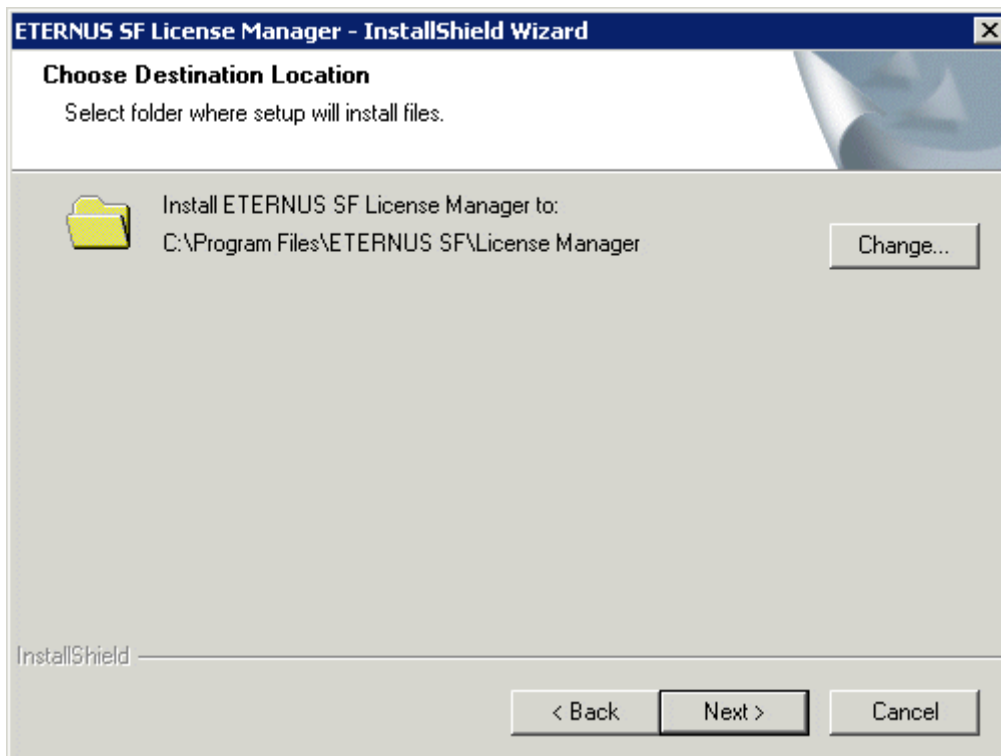 ETERNUS SF License Manager - InstallShield Wizard
Choose Destination Location
Select folder where setup will install files.
Install ETERNUS SF License Manager to:
C:\Program Files\ETERNUS SF\License Manager
Change...
InstallShield
< Back
Next >
Cancel